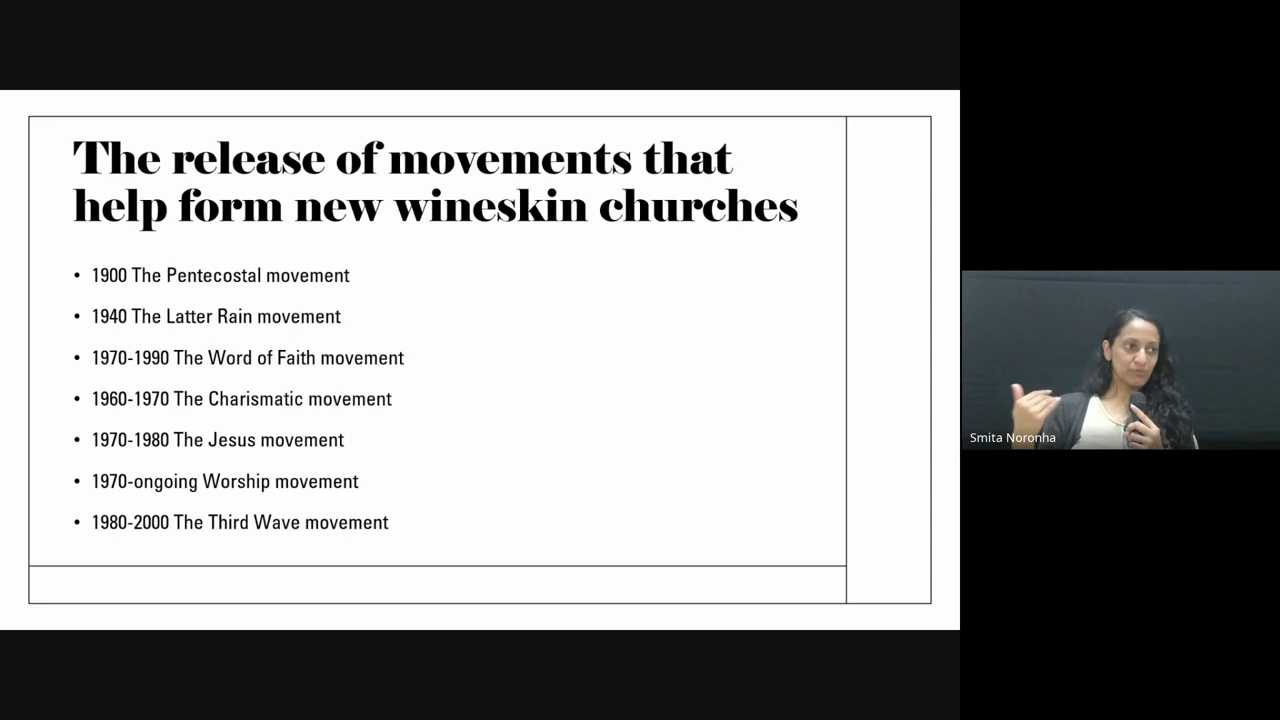 The release of movements that
help form new wineskin churches
• 1900 The Pentecostal movement
• 1940 The Latter Rain movement
• 1970-1990 The Word of Faith movement
• 1960-1970 The Charismatic movement
• 1970-1980 The Jesus movement
• 1970-ongoing Worship movement
• 1980-2000 The Third Wave movement
Smita Noronha